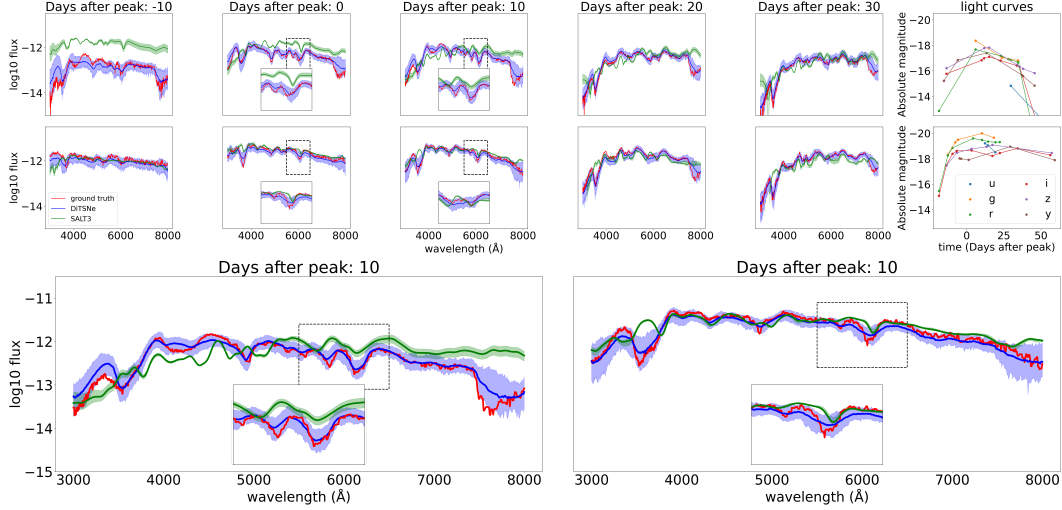 Days after peak: -10 Days after peak: 0 Days after peak: 10 Days after peak: 20 Days after peak: 30 light curves
log10 flux
−12
−14
Absolute magnitude
−20
−18
−16
−14
log10 flux
−12
−14
ground truth
DiTSNe
SALT3
4000 6000 8000
4000 6000 8000
4000 6000 8000
wavelength (Å)
4000 6000 8000
4000 6000 8000
Absolute magnitude
−20
−18
−16
−14
u i
g z
r y
0 25 50
time (Days after peak)
Days after peak: 10
log10 flux
−11
−12
−13
−14
−15
3000 4000 5000 6000 7000 8000
wavelength (Å)
Days after peak: 10
3000 4000 5000 6000 7000 8000
wavelength (Å)